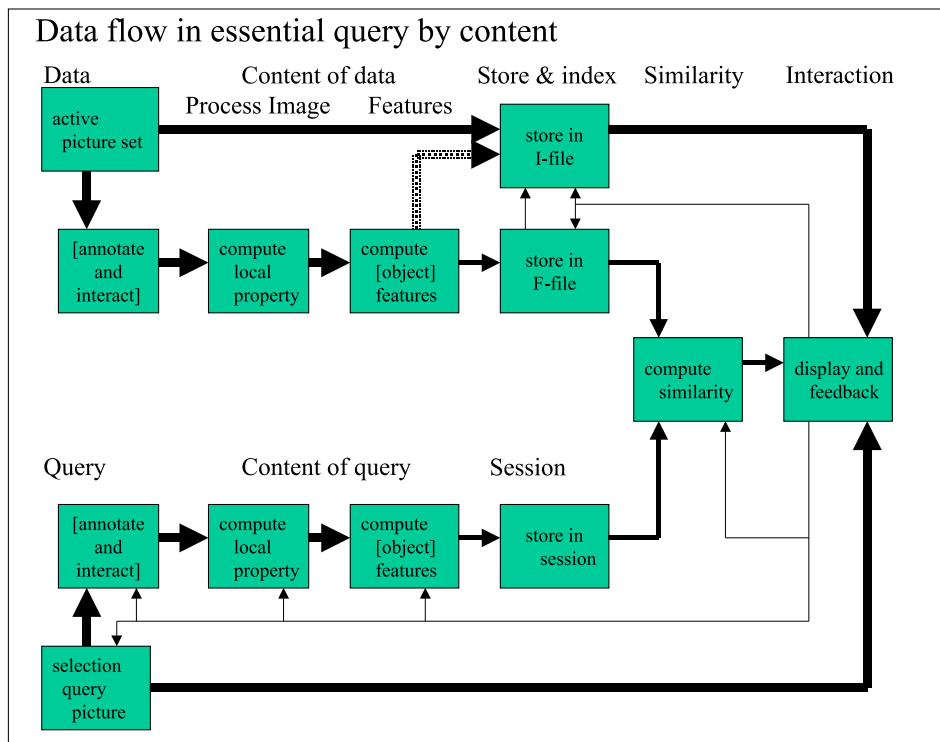 Data flow in essential query by content
Data
Content of data
Store & index
Similarity
Interaction
Process Image
Features
active
picture set
store in
I-file
[annotate
and
interact]
compute
local
property
compute
[object]
features
store in
F-file
compute
similarity
display and
feedback
Query
Content of query
Session
[annotate
and
interact]
compute
local
property
compute
[object]
features
store in
session
selection
query
picture